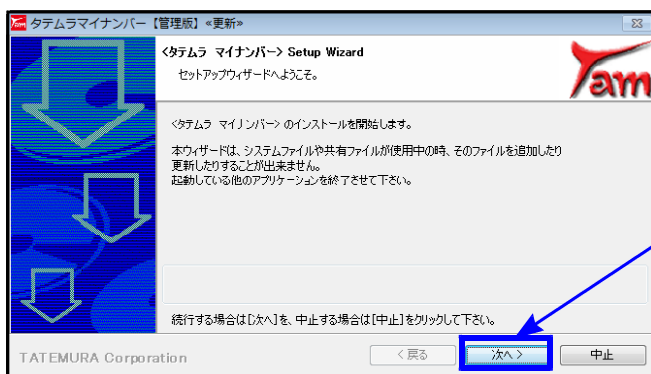 タテムラマイナンバー【管理版】 «更新»
<タテムラ マイナンバー> Setup Wizard
セットアップウィザードへようこそ。
Tam
<タテムラ マイナンバー> のインストールを開始します。
本ウィザードは、システムファイルや共有ファイルが使用中の時、そのファイルを追加したり
更新したりすることが出来ません。
起動している他のアプリケーションを終了させて下さい。
続行する場合は[次へ]を、中止する場合は[中止]をクリックして下さい。
TATEMURA Corporation
< 戻る
次へ >
中止